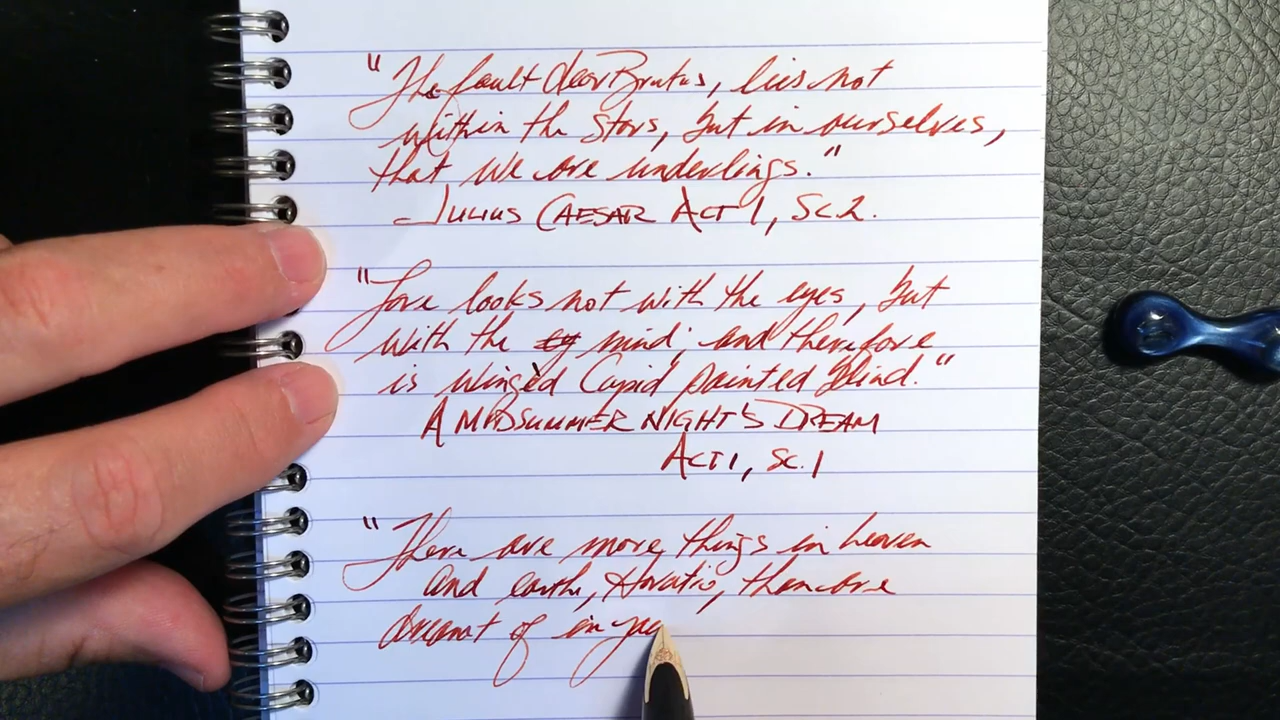 "The fault dear Brutus, lies not
within the stars, but in ourselves,
that we are underlings."
JULIUS CAESAR ACT 1, SC. 2.
"Love looks not with the eyes, but
with the ey mind; and therefore
is wingèd Cupid painted blind."
A MIDSUMMER NIGHT'S DREAM
ACT 1, SC. 1
"There are more things in heaven
and earth, Horatio, than are
dreamt of in you